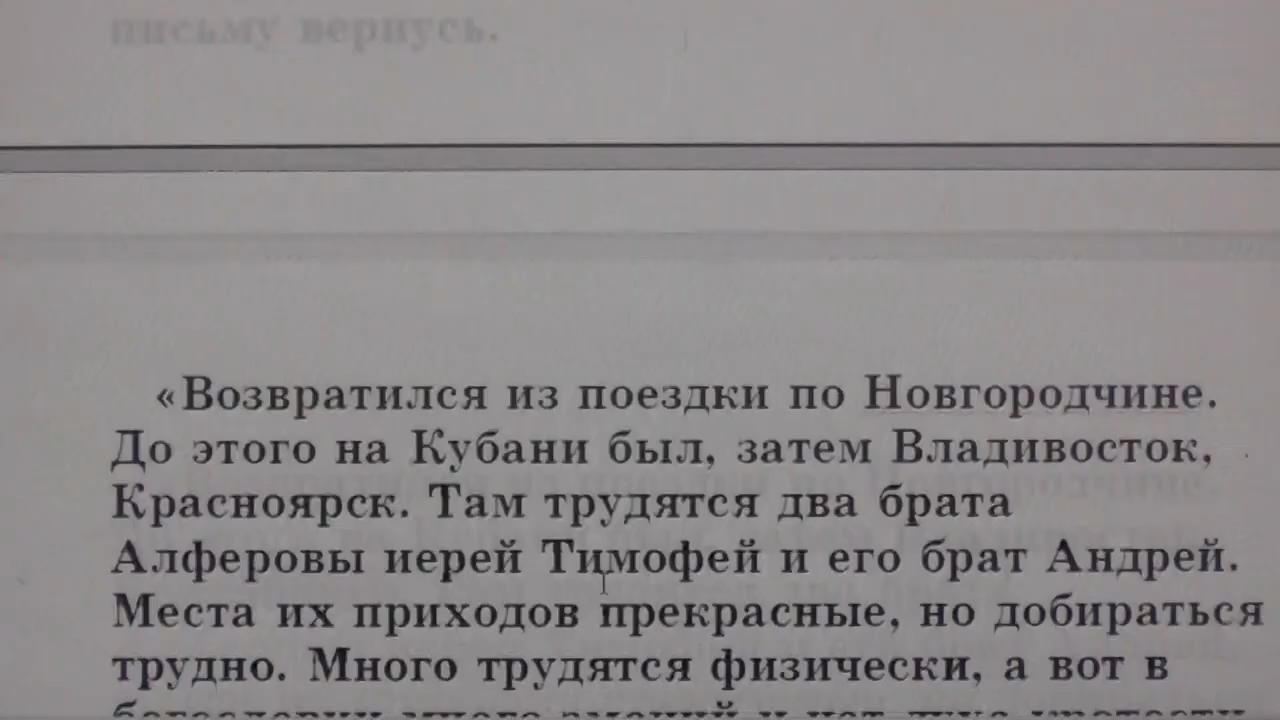 письму вернусь.
«Возвратился из поездки по Новгородчине.
До этого на Кубани был, затем Владивосток,
Красноярск. Там трудятся два брата
Алферовы иерей Тимофей и его брат Андрей.
Места их приходов прекрасные, но добираться
трудно. Много трудятся физически, а вот в